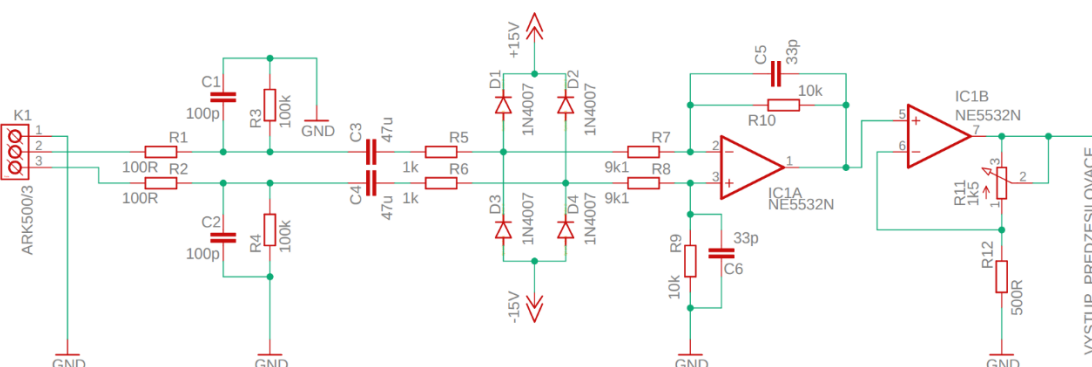 K1
1
2
3
ARK500/3
R1
100R
R2
100R
C1
100p
R3
100k
GND
C2
100p
R4
100k
GND
GND
C3
47u
C4
47u
R5
1k
R6
1k
+15V
D1
1N4007
D2
1N4007
D3
1N4007
D4
1N4007
-15V
R7
9k1
R8
9k1
C5
33p
10k
R10
2
3
1
IC1A
NE5532N
R9
10k
33p
C6
GND
IC1B
NE5532N
5
6
7
R11
1k5
3
2
1
R12
500R
GND
VYSTUP_PREDZESILOVACE